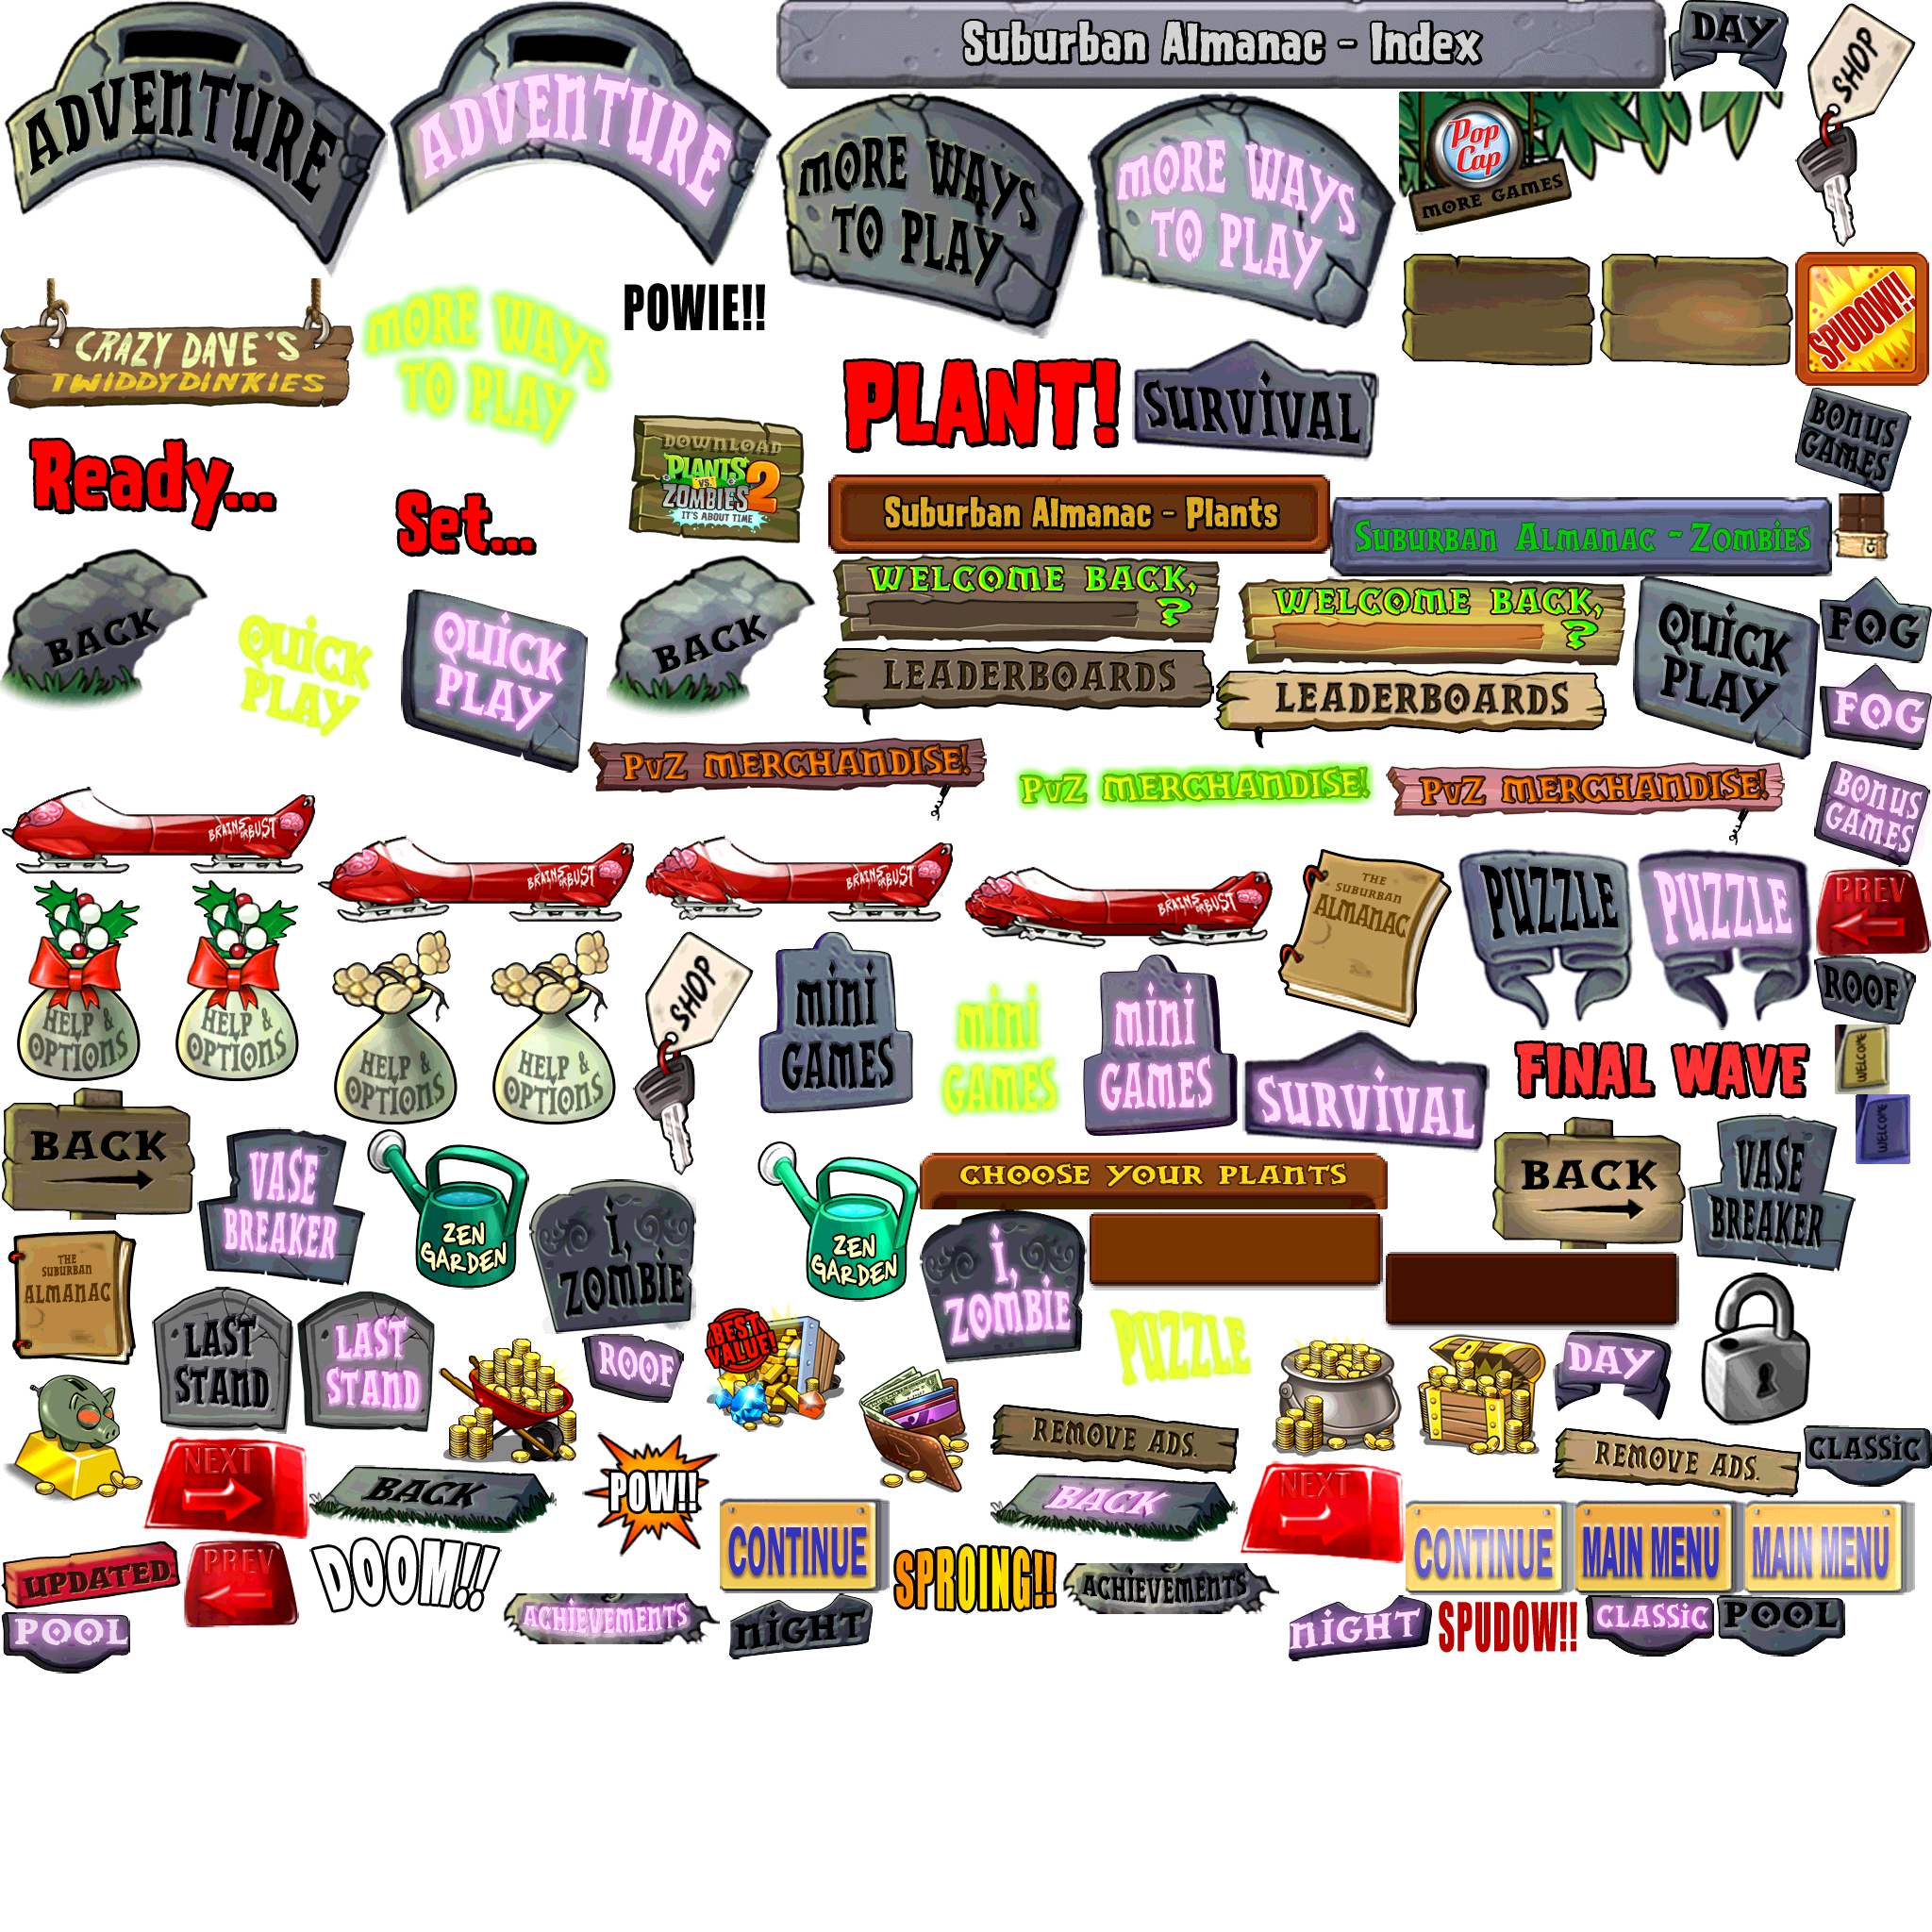 ADVENTURE
ADVENTURE
Suburban Almanac - Index
DAY
SHOP
MORE WAYS
TO PLAY
MORE WAYS
TO PLAY
Pop
Cap
MORE GAMES
CRAZY DAVE'S
TWIDDYDINKIES
MORE WAYS
TO PLAY
POWIE!!
SPUDOW!!
PLANT!
SURVIVAL
BONUS
GAMES
Ready...
Set...
DOWNLOAD
PLANTS
VS.
ZOMBIES 2
IT'S ABOUT TIME
Suburban Almanac - Plants
SUBURBAN ALMANAC - ZOMBIES
BACK
QUICK
PLAY
QUICK
PLAY
BACK
WELCOME BACK,
?
WELCOME BACK,
?
LEADERBOARDS
LEADERBOARDS
QUICK
PLAY
FOG
FOG
PVZ MERCHANDISE!
PVZ MERCHANDISE!
PVZ MERCHANDISE!
BONUS
GAMES
BRAINS OR BUST
BRAINS OR BUST
BRAINS OR BUST
BRAINS OR BUST
THE
SUBURBAN
ALMANAC
PUZZLE
PUZZLE
PREV
HELP &
OPTIONS
HELP &
OPTIONS
HELP &
OPTIONS
HELP &
OPTIONS
SHOP
MINI
GAMES
MINI
GAMES
MINI
GAMES
ROOF
SURVIVAL
FINAL WAVE
WELCOME
WELCOME
BACK
VASE
BREAKER
ZEN
GARDEN
I,
ZOMBIE
ZEN
GARDEN
CHOOSE YOUR PLANTS
BACK
VASE
BREAKER
THE
SUBURBAN
ALMANAC
I,
ZOMBIE
LAST
STAND
LAST
STAND
ROOF
BEST
VALUE!
PUZZLE
DAY
REMOVE ADS.
REMOVE ADS.
CLASSIC
NEXT
BACK
POW!!
CONTINUE
BACK
NEXT
CONTINUE
MAIN MENU
MAIN MENU
UPDATED
PREV
DOOM!!
SPROING!!
ACHIEVEMENTS
ACHIEVEMENTS
POOL
NIGHT
NIGHT
SPUDOW!!
CLASSIC
POOL